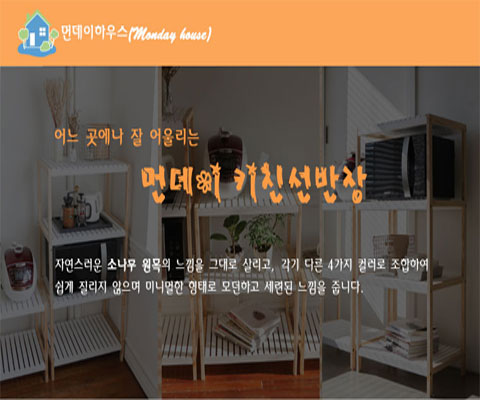 먼데이하우스(Monday house)
어느 곳에나 잘 어울리는
먼데이 키친선반장
자연스러운 소나무 원목의 느낌을 그대로 살리고, 각기 다른 4가지 컬러로 조합하여
쉽게 질리지 않으며 미니멀한 형태로 모던하고 세련된 느낌을 줍니다.